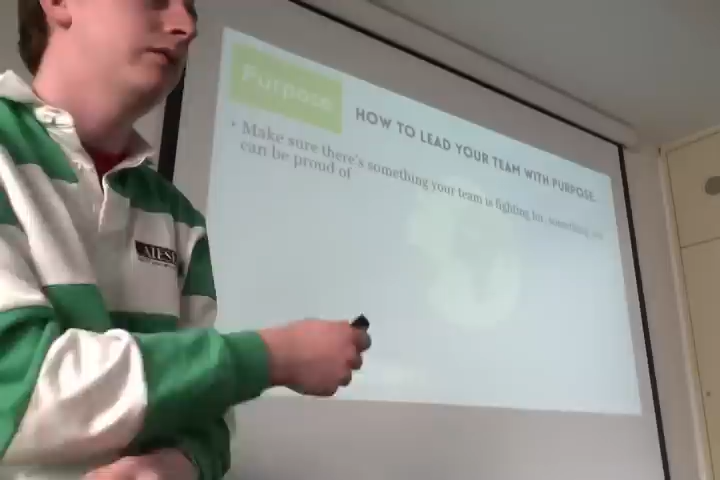 Purpose
HOW TO LEAD YOUR TEAM WITH PURPOSE.
• Make sure there's something your team is fighting for, something you
can be proud of
AIESEC